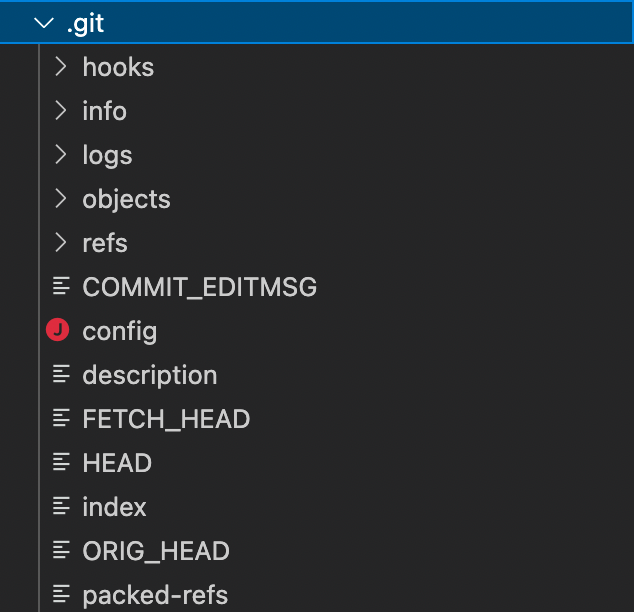 .git
hooks
info
logs
objects
refs
COMMIT_EDITMSG
J config
description
FETCH_HEAD
HEAD
index
ORIG_HEAD
packed-refs